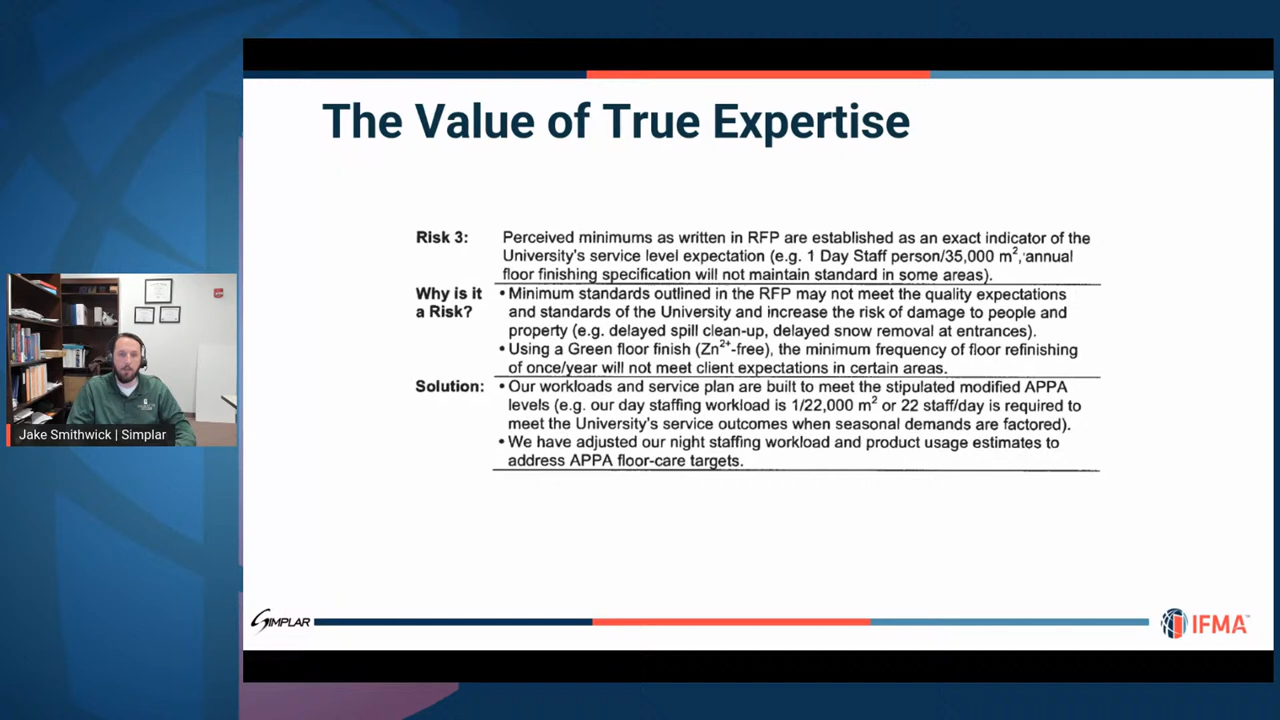 The Value of True Expertise
Risk 3: Perceived minimums as written in RFP are established as an exact indicator of the
University's service level expectation (e.g. 1 Day Staff person/35,000 m², annual
floor finishing specification will not maintain standard in some areas).
Why is it • Minimum standards outlined in the RFP may not meet the quality expectations
a Risk? and standards of the University and increase the risk of damage to people and
property (e.g. delayed spill clean-up, delayed snow removal at entrances).
• Using a Green floor finish (Zn²⁺-free), the minimum frequency of floor refinishing
of once/year will not meet client expectations in certain areas.
Solution: • Our workloads and service plan are built to meet the stipulated modified APPA
levels (e.g. our day staffing workload is 1/22,000 m² or 22 staff/day is required to
meet the University's service outcomes when seasonal demands are factored).
• We have adjusted our night staffing workload and product usage estimates to
address APPA floor-care targets.
Jake Smithwick | Simplar
SIMPLAR
IFMA™